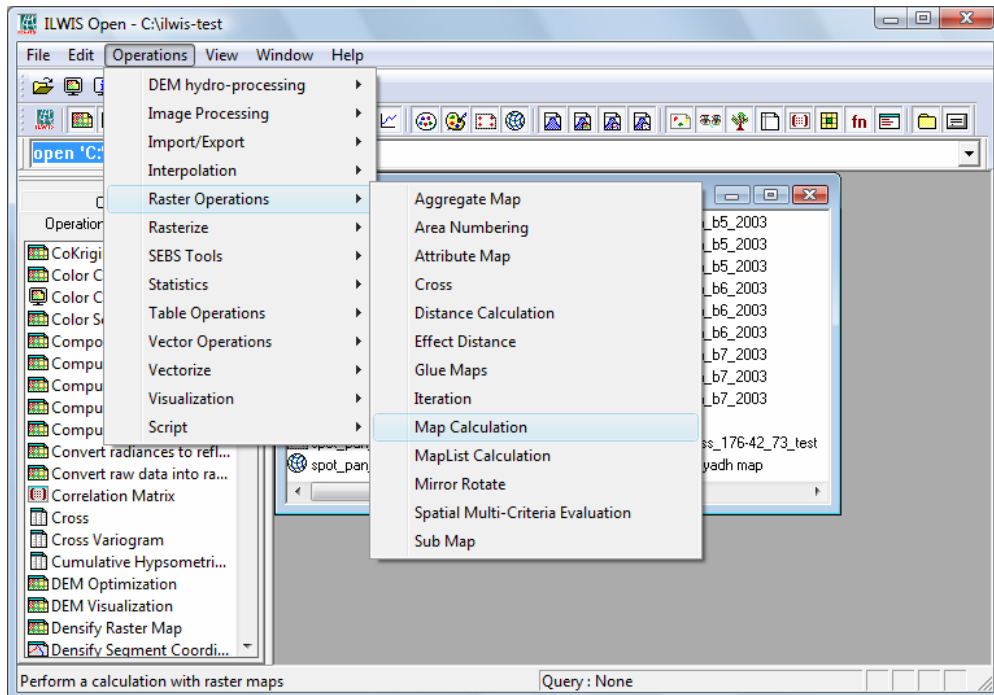 ILWIS Open - C:\ilwis-test
File Edit Operations View Window Help
open 'C:
DEM hydro-processing
Image Processing
Import/Export
Interpolation
Raster Operations
Rasterize
SEBS Tools
Statistics
Table Operations
Vector Operations
Vectorize
Visualization
Script
Aggregate Map
Area Numbering
Attribute Map
Cross
Distance Calculation
Effect Distance
Glue Maps
Iteration
Map Calculation
MapList Calculation
Mirror Rotate
Spatial Multi-Criteria Evaluation
Sub Map
Operation
CoKrigi
Color C
Color C
Color Se
Compo
Compu
Compu
Compu
Compu
Convert radiances to refl...
Convert raw data into ra...
Correlation Matrix
Cross
Cross Variogram
Cumulative Hypsometri...
DEM Optimization
DEM Visualization
Densify Raster Map
Densify Segment Coordi...
_b5_2003
_b5_2003
_b5_2003
_b6_2003
_b6_2003
_b6_2003
_b7_2003
_b7_2003
_b7_2003
ss_176-42_73_test
spot_pan
yadh map
fn
Perform a calculation with raster maps
Query : None